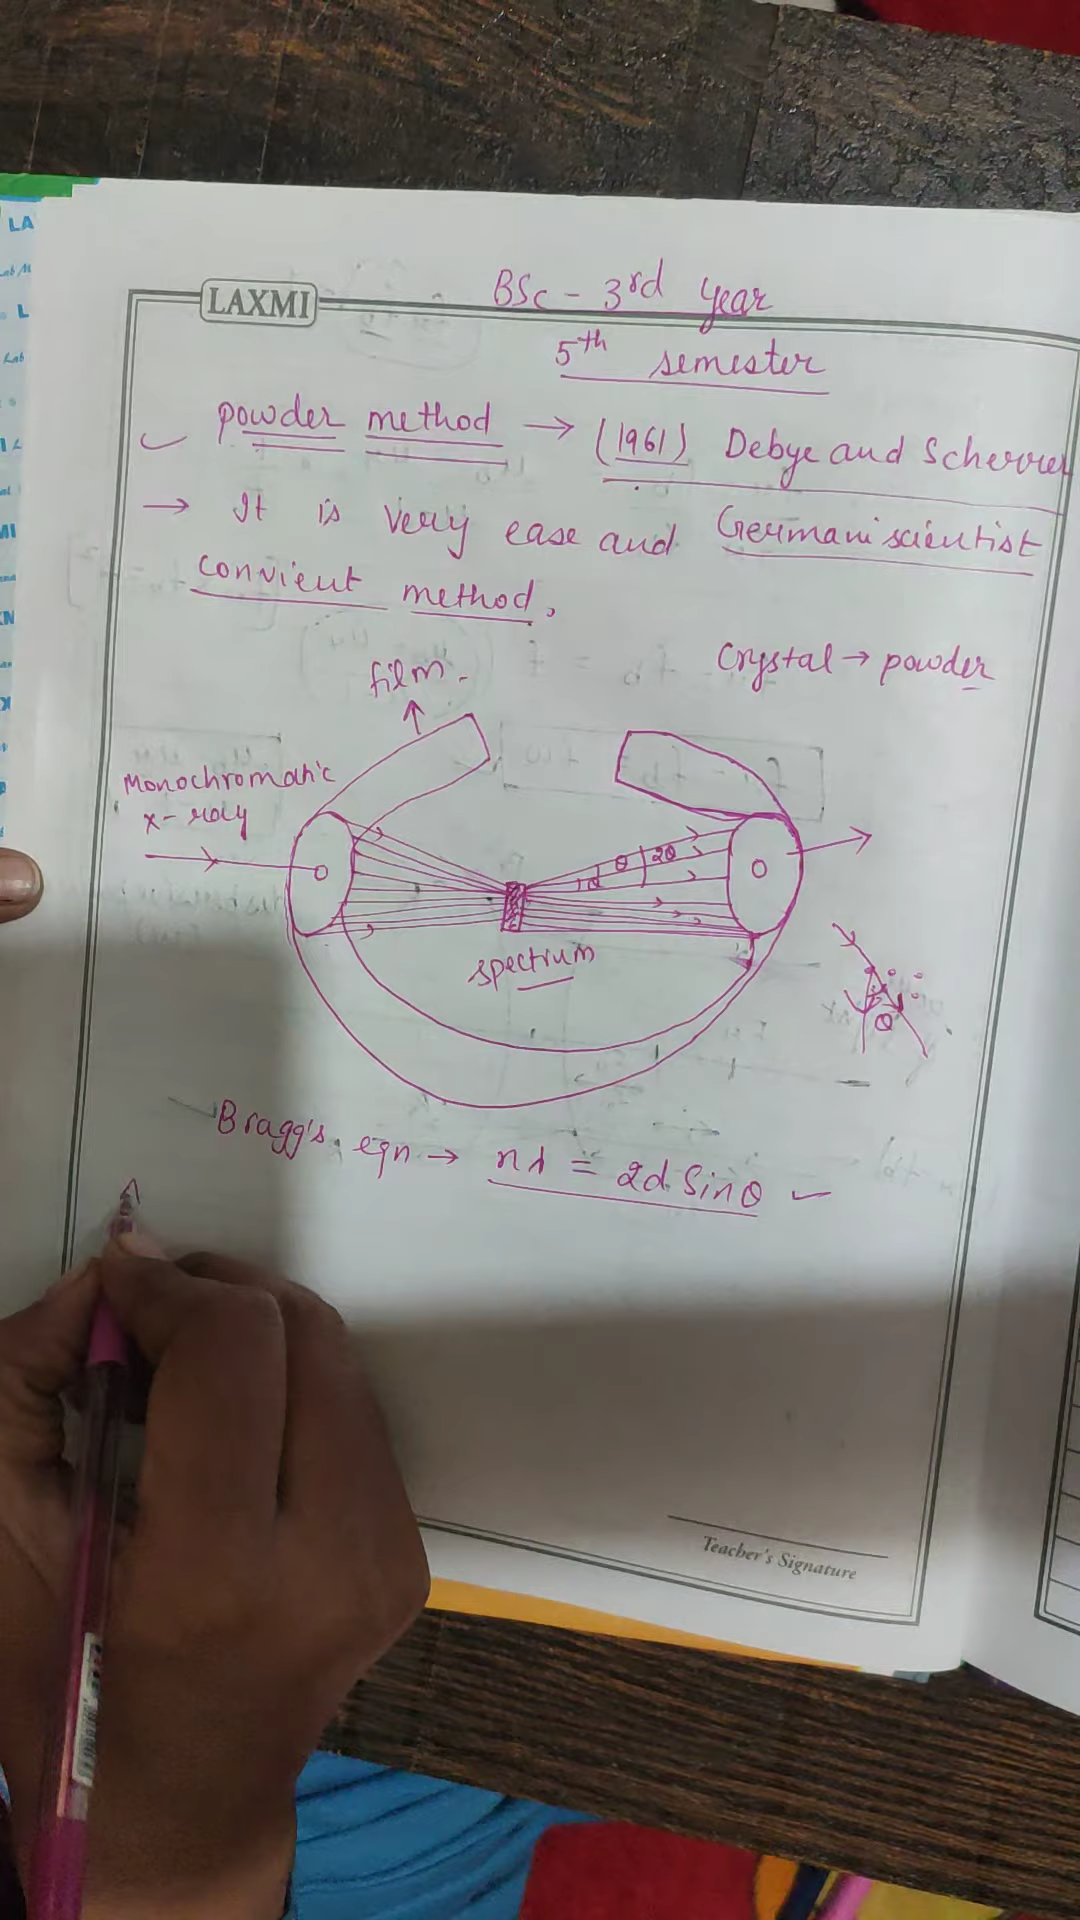 BSc - 3rd year
LAXMI
5th semester
powder method → (1961) Debye and Scherrer
→ It is very ease and Germani scientist
convient method.
Crystal → powder
film.
Monochromatic
x-ray
θ 2θ
spectrum
θ
Bragg's eqn → nλ = 2d Sinθ
Teacher's Signature